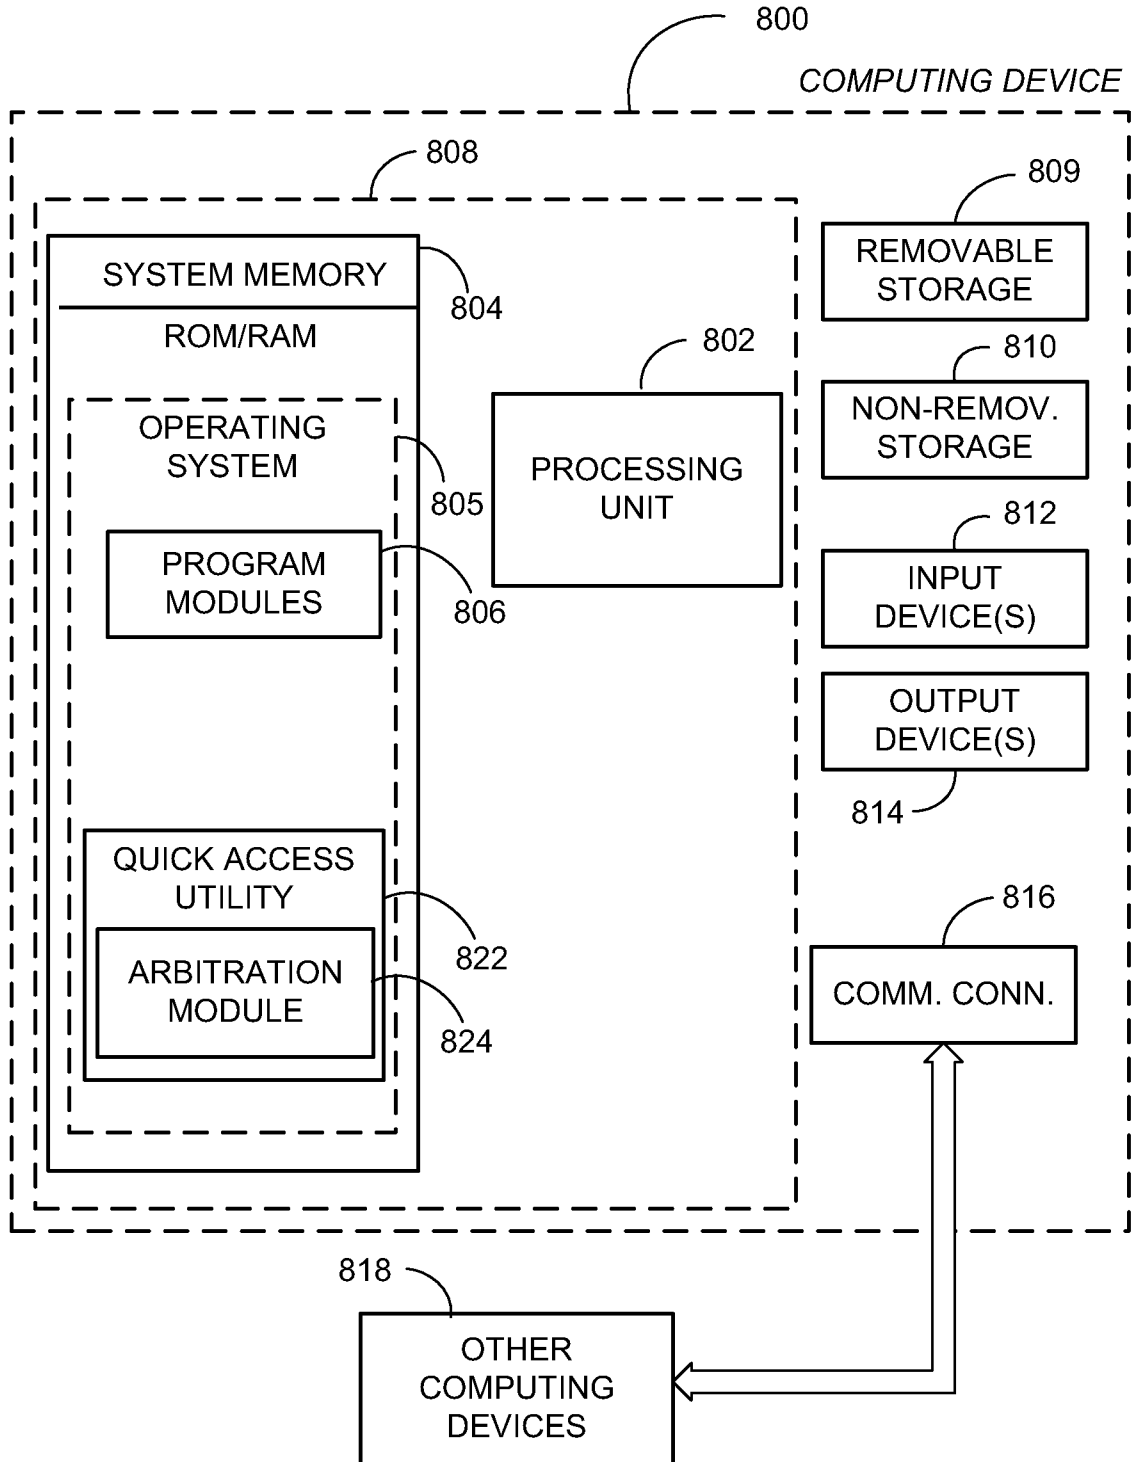 800
COMPUTING DEVICE
808
809
SYSTEM MEMORY
804
ROM/RAM
REMOVABLE
STORAGE
802
810
OPERATING
SYSTEM
805
PROCESSING
UNIT
NON-REMOV.
STORAGE
812
PROGRAM
MODULES
806
INPUT
DEVICE(S)
OUTPUT
DEVICE(S)
814
QUICK ACCESS
UTILITY
822
816
ARBITRATION
MODULE
824
COMM. CONN.
818
OTHER
COMPUTING
DEVICES